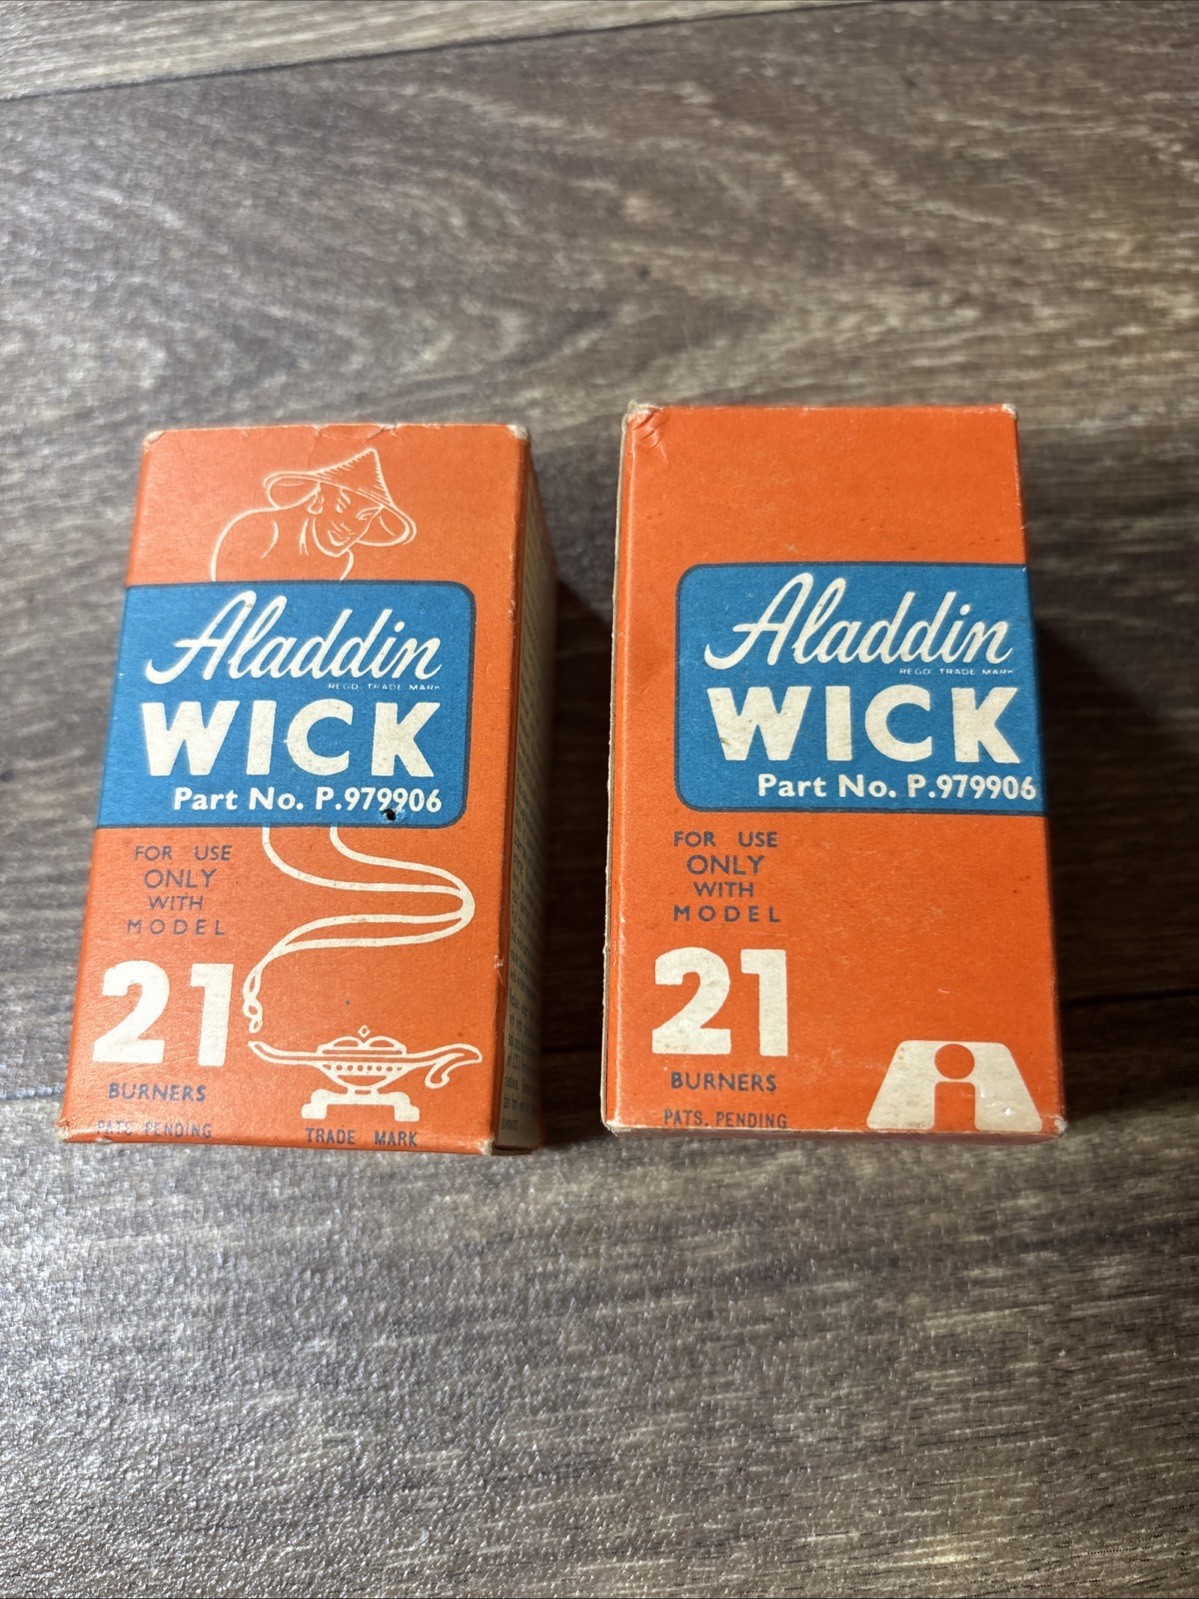 Aladdin
REGD. TRADE MARK
WICK
Part No. P.979906
FOR USE
ONLY
WITH
MODEL
21
BURNERS
PATS. PENDING
TRADE MARK
Aladdin
REGD. TRADE MARK
WICK
Part No. P.979906
FOR USE
ONLY
WITH
MODEL
21
BURNERS
PATS. PENDING